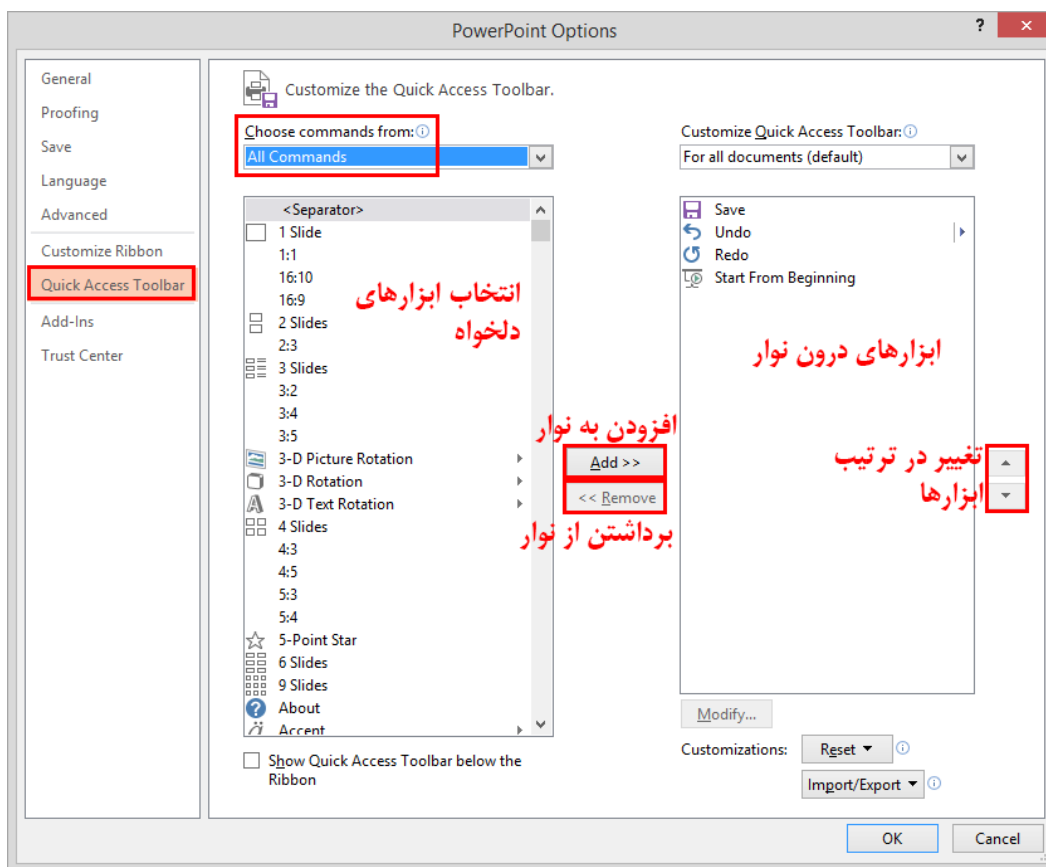 PowerPoint Options
?
General
Proofing
Save
Language
Advanced
Customize Ribbon
Quick Access Toolbar
Add-Ins
Trust Center
Customize the Quick Access Toolbar.
Choose commands from:
All Commands
<Separator>
1 Slide
1:1
16:10
16:9
2 Slides
2:3
3 Slides
3:2
3:4
3:5
3-D Picture Rotation
3-D Rotation
3-D Text Rotation
4 Slides
4:3
4:5
5:3
5:4
5-Point Star
6 Slides
9 Slides
About
Accent
انتخاب ابزارهای
دلخواه
Show Quick Access Toolbar below the
Ribbon
افزودن به نوار
Add >>
<< Remove
برداشتن از نوار
Customize Quick Access Toolbar:
For all documents (default)
Save
Undo
Redo
Start From Beginning
ابزارهای درون نوار
تغییر در ترتیب
ابزارها
Modify...
Customizations:
Reset
Import/Export
OK
Cancel